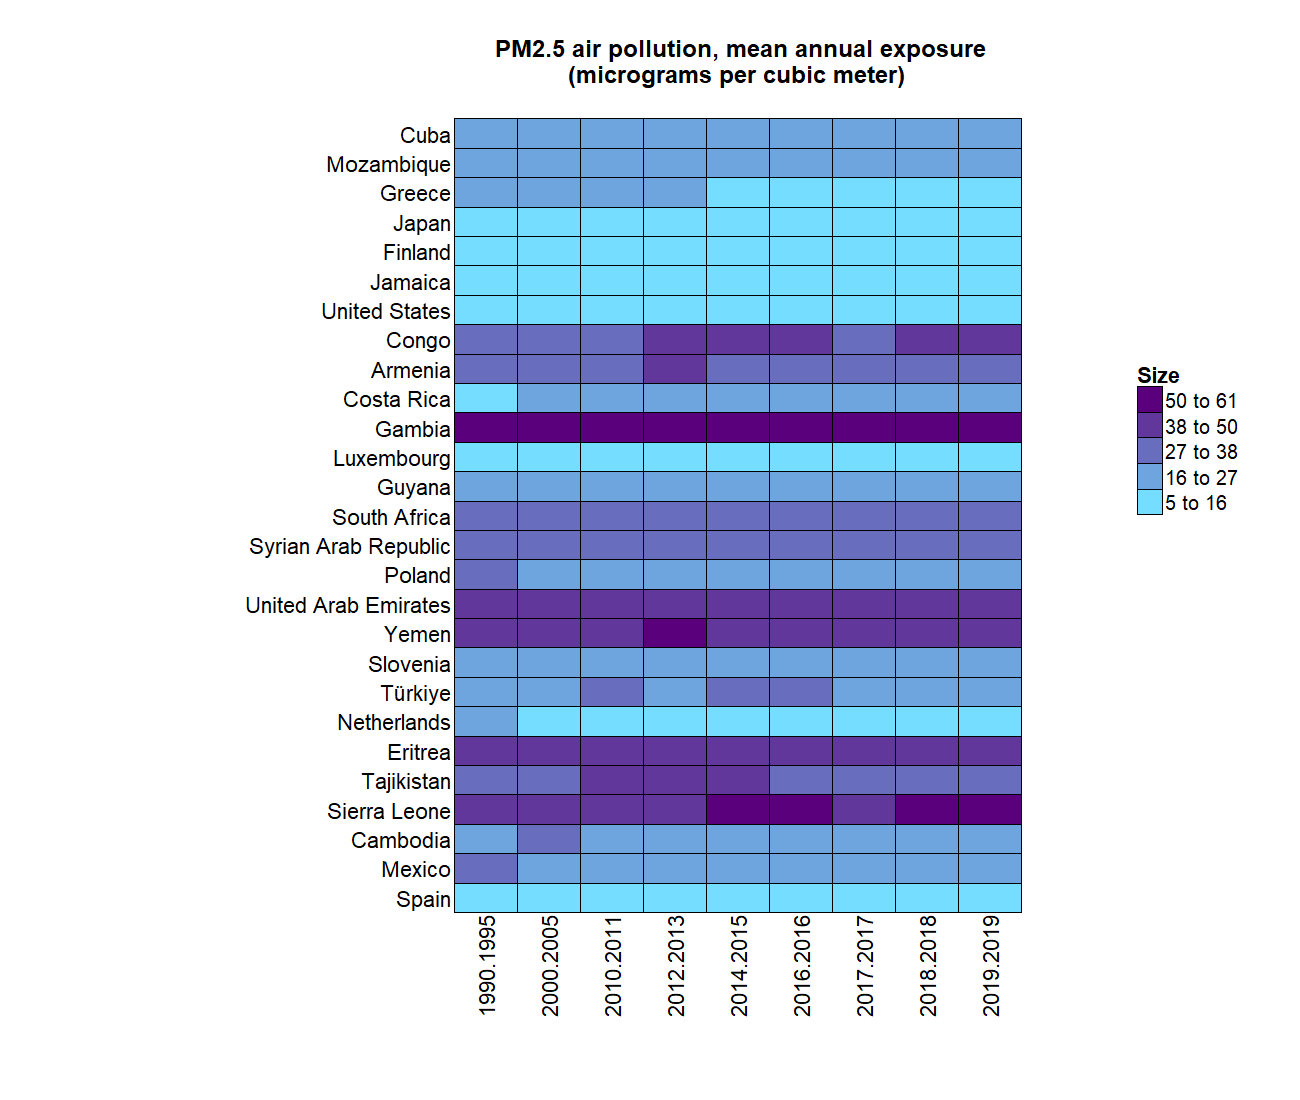 PM2.5 air pollution, mean annual exposure
(micrograms per cubic meter)
Cuba
Mozambique
Greece
Japan
Finland
Jamaica
United States
Congo
Armenia
Costa Rica
Gambia
Luxembourg
Guyana
South Africa
Syrian Arab Republic
Poland
United Arab Emirates
Yemen
Slovenia
Türkiye
Netherlands
Eritrea
Tajikistan
Sierra Leone
Cambodia
Mexico
Spain
1990.1995
2000.2005
2010.2011
2012.2013
2014.2015
2016.2016
2017.2017
2018.2018
2019.2019
Size
50 to 61
38 to 50
27 to 38
16 to 27
5 to 16